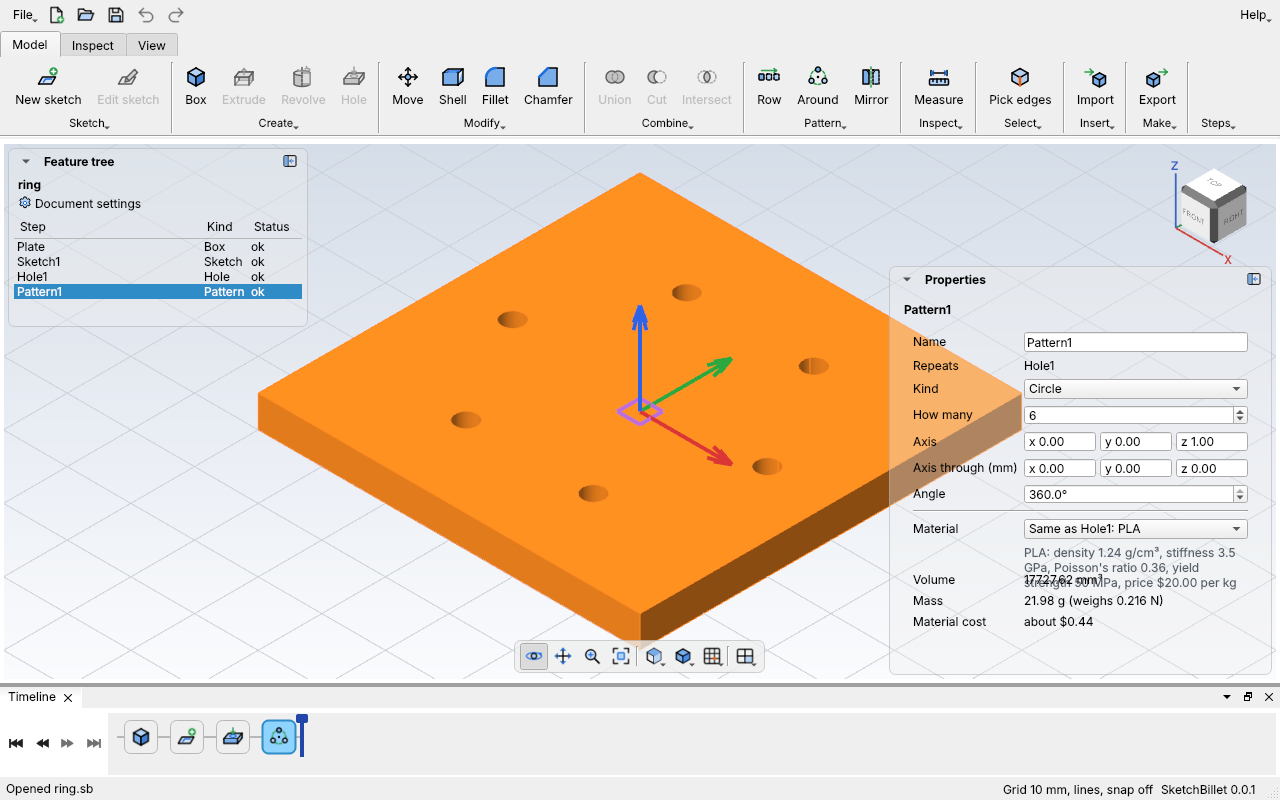 File
Help
Model
Inspect
View
New sketch
Edit sketch
Box
Extrude
Revolve
Hole
Move
Shell
Fillet
Chamfer
Union
Cut
Intersect
Row
Around
Mirror
Measure
Pick edges
Import
Export
Sketch
Create
Modify
Combine
Pattern
Inspect
Select
Insert
Make
Steps
Feature tree
ring
Document settings
Step Kind Status
Plate Box ok
Sketch1 Sketch ok
Hole1 Hole ok
Pattern1 Pattern ok
Z
TOP
FRONT
RIGHT
X
Properties
Pattern1
Name Pattern1
Repeats Hole1
Kind Circle
How many 6
Axis x 0.00 y 0.00 z 1.00
Axis through (mm) x 0.00 y 0.00 z 0.00
Angle 360.0°
Material Same as Hole1: PLA
PLA: density 1.24 g/cm³, stiffness 3.5
GPa, Poisson's ratio 0.36, yield
strength 50 MPa, price $20.00 per kg
Volume mm³
Mass 21.98 g (weighs 0.216 N)
Material cost about $0.44
Timeline
Opened ring.sb
Grid 10 mm, lines, snap off SketchBillet 0.0.1